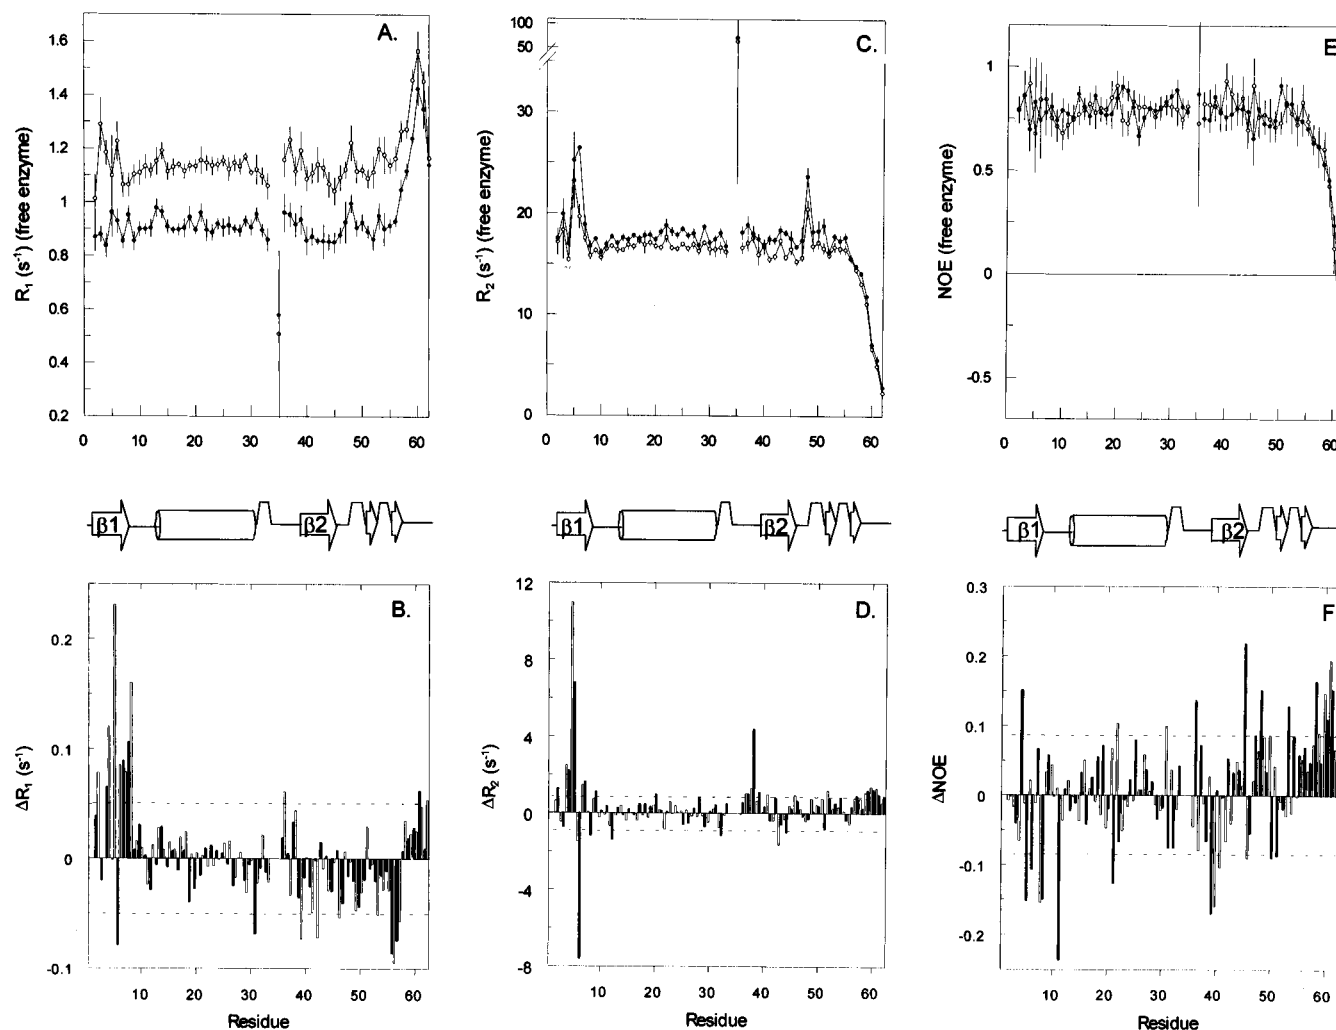 A.
1.6
1.4
1.2
1
0.8
0.6
0.4
0.2
R1 (s-1) (free enzyme)
0 10 20 30 40 50 60
C.
100
50
30
20
10
0
R2 (s-1) (free enzyme)
0 10 20 30 40 50 60
E
1
0.5
0
-0.5
NOE (free enzyme)
0 10 20 30 40 50 60
β1 β2
β1 β2
β1 β2
B.
0.2
0.1
0
-0.1
ΔR1 (s-1)
10 20 30 40 50 60
Residue
D.
12
8
4
0
-4
-8
ΔR2 (s-1)
10 20 30 40 50 60
Residue
F
0.3
0.2
0.1
0
-0.1
-0.2
ΔNOE
10 20 30 40 50 60
Residue